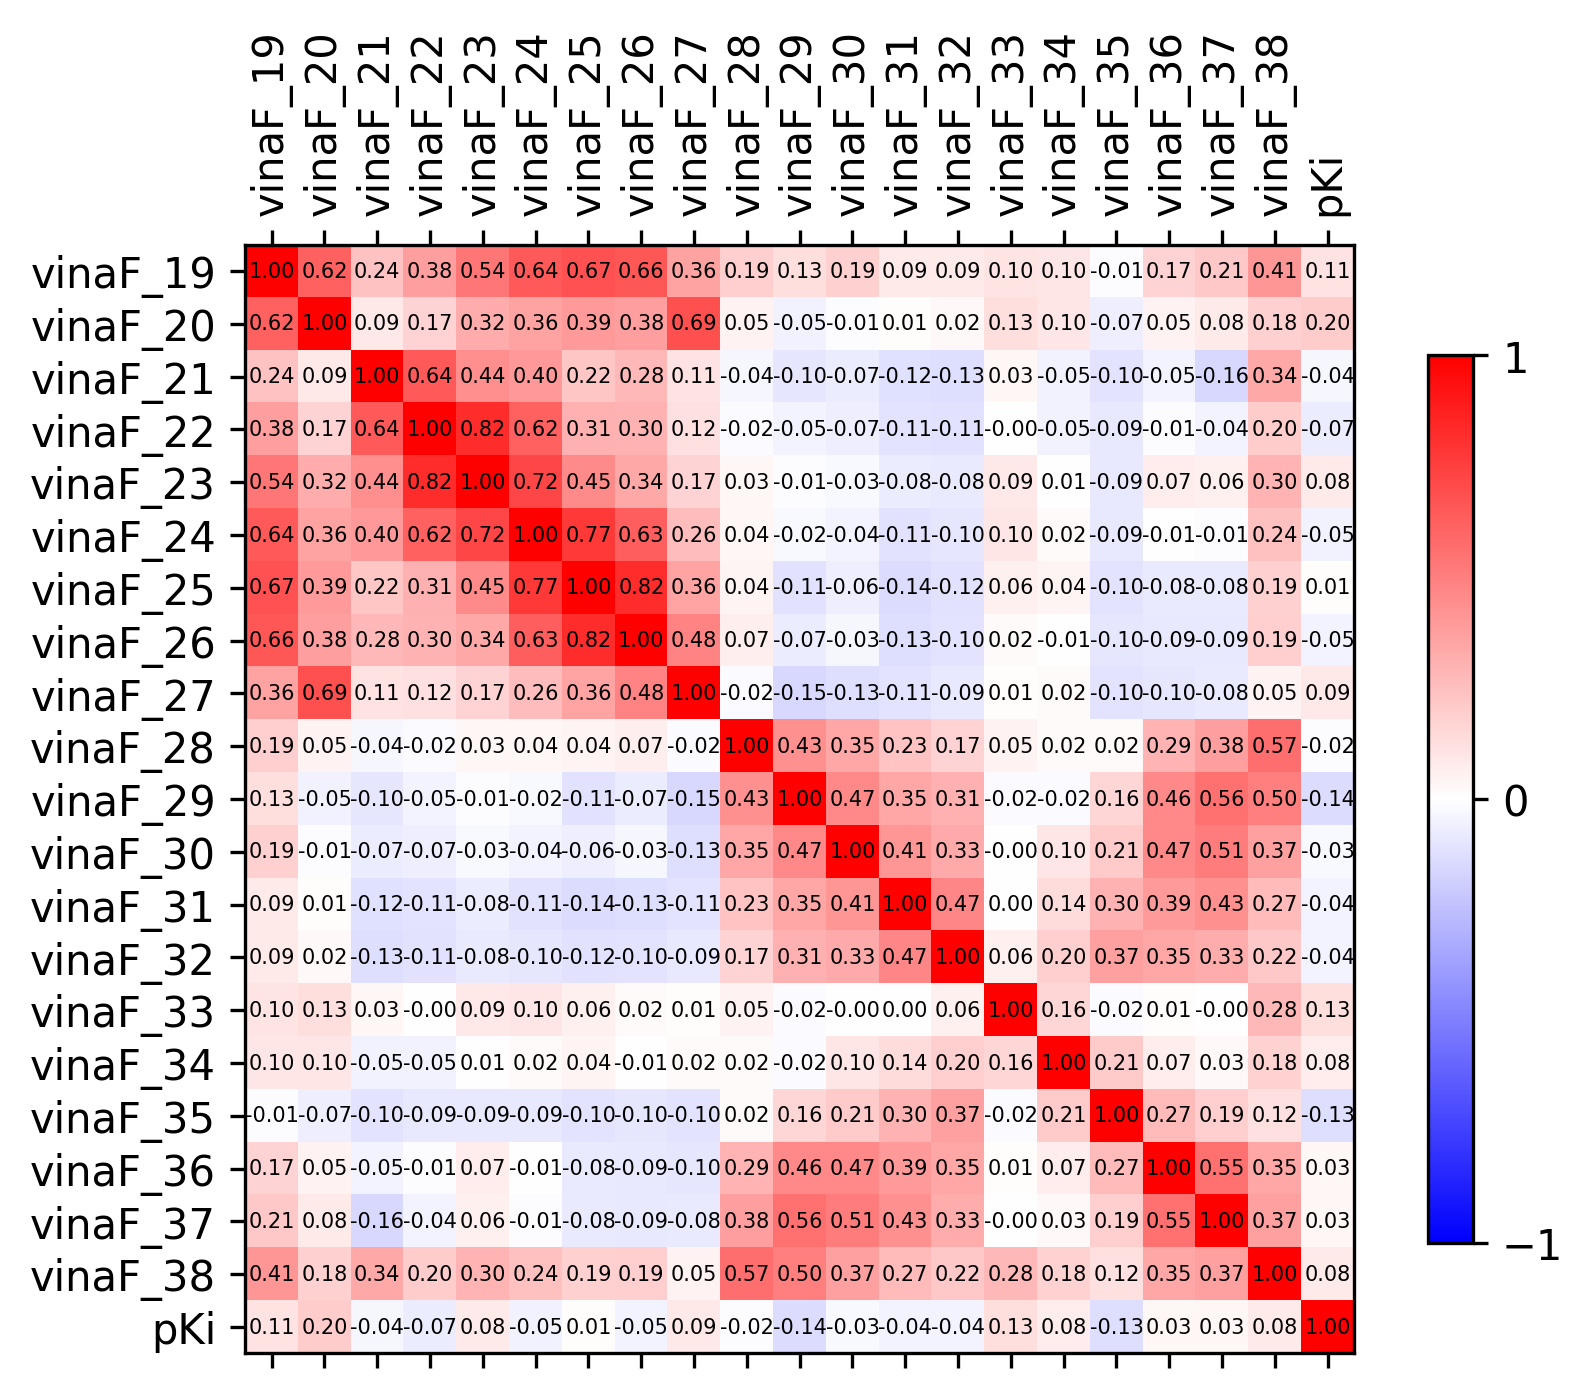 vinaF_19 vinaF_20 vinaF_21 vinaF_22 vinaF_23 vinaF_24 vinaF_25 vinaF_26 vinaF_27 vinaF_28 vinaF_29 vinaF_30 vinaF_31 vinaF_32 vinaF_33 vinaF_34 vinaF_35 vinaF_36 vinaF_37 vinaF_38 pKi
vinaF_19 1.00 0.62 0.24 0.38 0.54 0.64 0.67 0.66 0.36 0.19 0.13 0.19 0.09 0.09 0.10 0.10 -0.01 0.17 0.21 0.41 0.11
vinaF_20 0.62 1.00 0.09 0.17 0.32 0.36 0.39 0.38 0.69 0.05 -0.05 -0.01 0.01 0.02 0.13 0.10 -0.07 0.05 0.08 0.18 0.20
vinaF_21 0.24 0.09 1.00 0.64 0.44 0.40 0.22 0.28 0.11 -0.04 -0.10 -0.07 -0.12 -0.13 0.03 -0.05 -0.10 -0.05 -0.16 0.34 -0.04
vinaF_22 0.38 0.17 0.64 1.00 0.82 0.62 0.31 0.30 0.12 -0.02 -0.05 -0.07 -0.11 -0.11 -0.00 -0.05 -0.09 -0.01 -0.04 0.20 -0.07
vinaF_23 0.54 0.32 0.44 0.82 1.00 0.72 0.45 0.34 0.17 0.03 -0.01 -0.03 -0.08 -0.08 0.09 0.01 -0.09 0.07 0.06 0.30 0.08
vinaF_24 0.64 0.36 0.40 0.62 0.72 1.00 0.77 0.63 0.26 0.04 -0.02 -0.04 -0.11 -0.10 0.10 0.02 -0.09 -0.01 -0.01 0.24 -0.05
vinaF_25 0.67 0.39 0.22 0.31 0.45 0.77 1.00 0.82 0.36 0.04 -0.11 -0.06 -0.14 -0.12 0.06 0.04 -0.10 -0.08 -0.08 0.19 0.01
vinaF_26 0.66 0.38 0.28 0.30 0.34 0.63 0.82 1.00 0.48 0.07 -0.07 -0.03 -0.13 -0.10 0.02 -0.01 -0.10 -0.09 -0.09 0.19 -0.05
vinaF_27 0.36 0.69 0.11 0.12 0.17 0.26 0.36 0.48 1.00 -0.02 -0.15 -0.13 -0.11 -0.09 0.01 0.02 -0.10 -0.10 -0.08 0.05 0.09
vinaF_28 0.19 0.05 -0.04 -0.02 0.03 0.04 0.04 0.07 -0.02 1.00 0.43 0.35 0.23 0.17 0.05 0.02 0.02 0.29 0.38 0.57 -0.02
vinaF_29 0.13 -0.05 -0.10 -0.05 -0.01 -0.02 -0.11 -0.07 -0.15 0.43 1.00 0.47 0.35 0.31 -0.02 -0.02 0.16 0.46 0.56 0.50 -0.14
vinaF_30 0.19 -0.01 -0.07 -0.07 -0.03 -0.04 -0.06 -0.03 -0.13 0.35 0.47 1.00 0.41 0.33 -0.00 0.10 0.21 0.47 0.51 0.37 -0.03
vinaF_31 0.09 0.01 -0.12 -0.11 -0.08 -0.11 -0.14 -0.13 -0.11 0.23 0.35 0.41 1.00 0.47 0.00 0.14 0.30 0.39 0.43 0.27 -0.04
vinaF_32 0.09 0.02 -0.13 -0.11 -0.08 -0.10 -0.12 -0.10 -0.09 0.17 0.31 0.33 0.47 1.00 0.06 0.20 0.37 0.35 0.33 0.22 -0.04
vinaF_33 0.10 0.13 0.03 -0.00 0.09 0.10 0.06 0.02 0.01 0.05 -0.02 -0.00 0.00 0.06 1.00 0.16 -0.02 0.01 -0.00 0.28 0.13
vinaF_34 0.10 0.10 -0.05 -0.05 0.01 0.02 0.04 -0.01 0.02 0.02 -0.02 0.10 0.14 0.20 0.16 1.00 0.21 0.07 0.03 0.18 0.08
vinaF_35 -0.01 -0.07 -0.10 -0.09 -0.09 -0.09 -0.10 -0.10 -0.10 0.02 0.16 0.21 0.30 0.37 -0.02 0.21 1.00 0.27 0.19 0.12 -0.13
vinaF_36 0.17 0.05 -0.05 -0.01 0.07 -0.01 -0.08 -0.09 -0.10 0.29 0.46 0.47 0.39 0.35 0.01 0.07 0.27 1.00 0.55 0.35 0.03
vinaF_37 0.21 0.08 -0.16 -0.04 0.06 -0.01 -0.08 -0.09 -0.08 0.38 0.56 0.51 0.43 0.33 -0.00 0.03 0.19 0.55 1.00 0.37 0.03
vinaF_38 0.41 0.18 0.34 0.20 0.30 0.24 0.19 0.19 0.05 0.57 0.50 0.37 0.27 0.22 0.28 0.18 0.12 0.35 0.37 1.00 0.08
pKi 0.11 0.20 -0.04 -0.07 0.08 -0.05 0.01 -0.05 0.09 -0.02 -0.14 -0.03 -0.04 -0.04 0.13 0.08 -0.13 0.03 0.03 0.08 1.00
1
0
−1